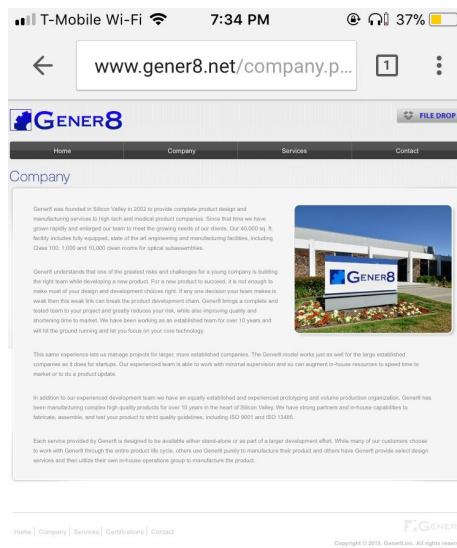 T-Mobile Wi-Fi 7:34 PM 37%
www.gener8.net/company.p... 1
GENER8 FILE DROP
Home Company Services Contact
Company
Gener8 was founded in Silicon Valley in 2002 to provide complete product design and
manufacturing services to high tech and medical product companies. Since that time we have
grown rapidly and enlarged our team to meet the growing needs of our clients. Our 40,000 sq. ft.
facility includes fully equipped, state of the art engineering and manufacturing facilities, including
Class 100, 1,000 and 10,000 clean rooms for optical subassemblies.
GENER8
Gener8 understands that one of the greatest risks and challenges for a young company is building
the right team while developing a new product. For a new product to succeed, it is not enough to
make most of your design and development choices right. If any one decision your team makes is
weak then this weak link can break the product development chain. Gener8 brings a complete and
tested team to your project and greatly reduces your risk, while also improving quality and
shortening time to market. We have been working as an established team for over 10 years and
will hit the ground running and let you focus on your core technology.
This same experience lets us manage projects for larger, more established companies. The Gener8 model works just as well for the large established
companies as it does for startups. Our experienced team is able to work with minimal supervision and so can augment in-house resources to speed time to
market or to do a product update.
In addition to our experienced development team we have an equally established and experienced prototyping and volume production organization. Gener8 has
been manufacturing complex high quality products for over 10 years in the heart of Silicon Valley. We have strong partners and in-house capabilities to
fabricate, assemble, and test your product to strict quality guidelines, including ISO 9001 and ISO 13485.
Each service provided by Gener8 is designed to be available either stand-alone or as part of a larger development effort. While many of our customers choose
to work with Gener8 through the entire product life cycle, others use Gener8 purely to manufacture their product and others have Gener8 provide select design
services and then utilize their own in-house operations group to manufacture the product.
Home | Company | Services | Certifications | Contact
GENER
Copyright © 2015. Gener8,Inc. All rights reser